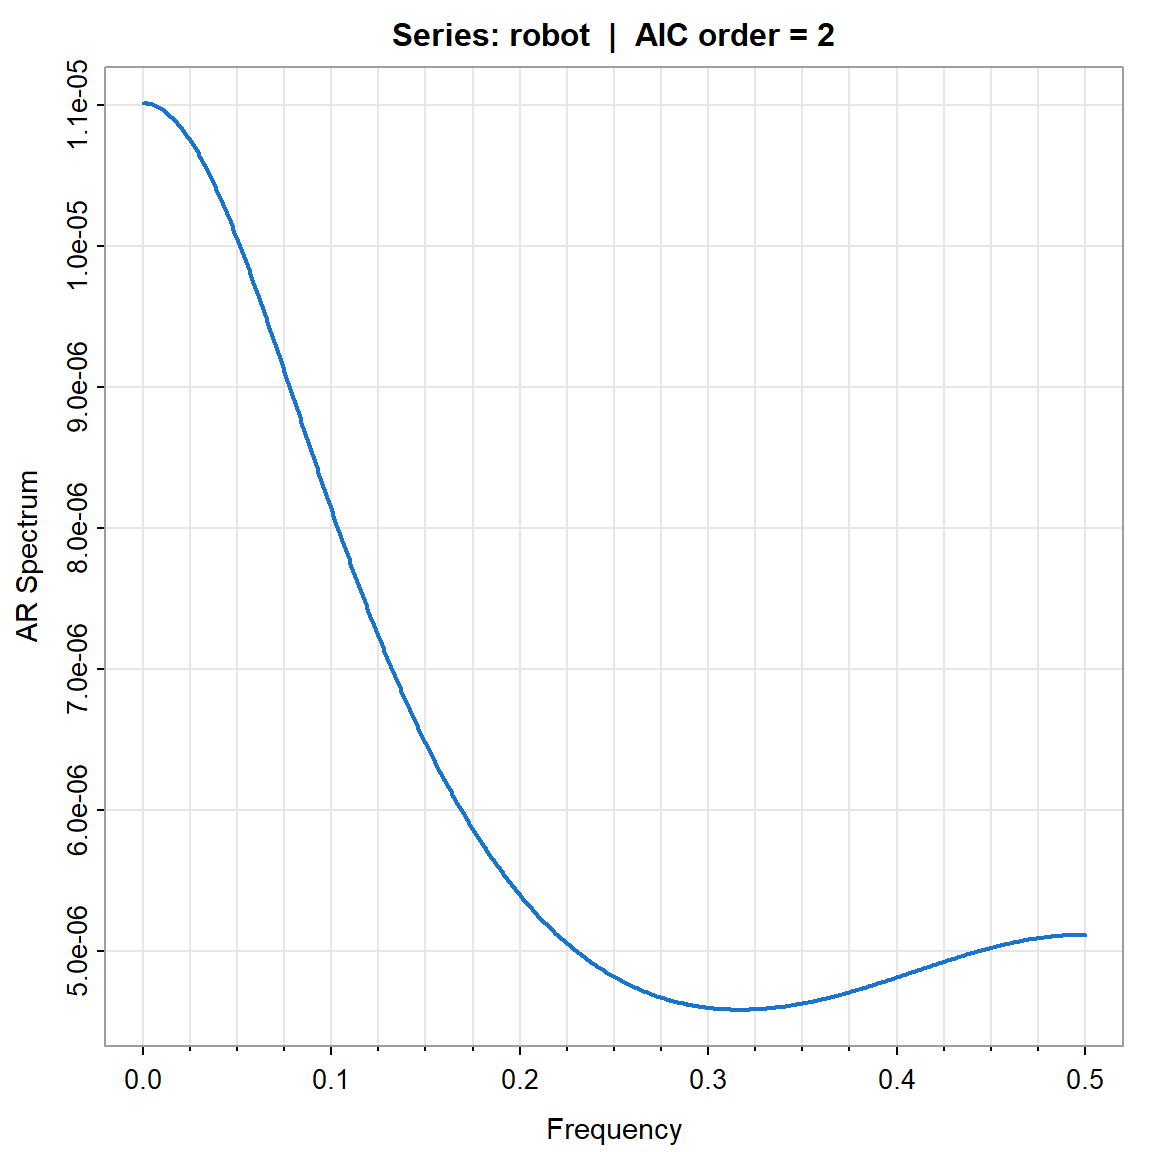 Series: robot | AIC order = 2
AR Spectrum
1.1e-05
1.0e-05
9.0e-06
8.0e-06
7.0e-06
6.0e-06
5.0e-06
0.0 0.1 0.2 0.3 0.4 0.5
Frequency